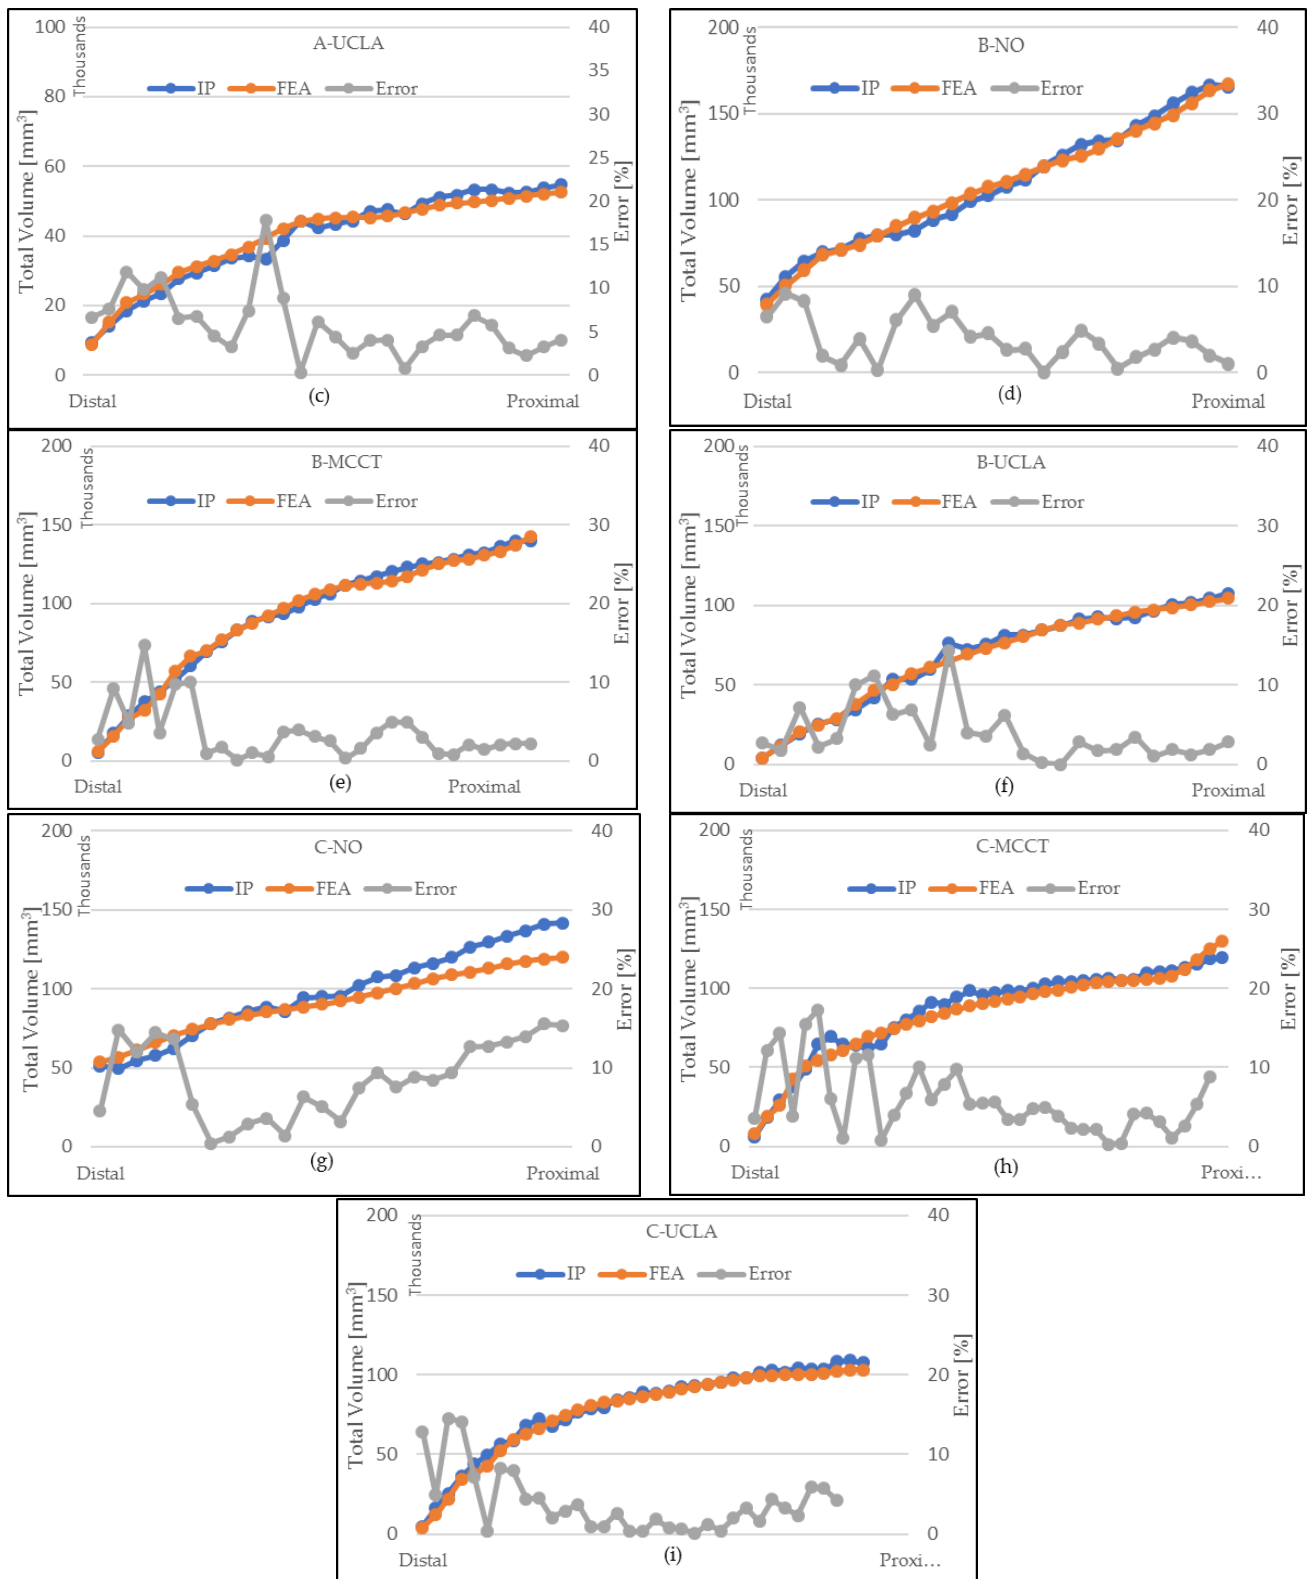 A-UCLA
Thousands
IP FEA Error
Total Volume [mm³]
100
80
60
40
20
0
40
35
30
25
20
15
10
5
0
Error [%]
Distal
Proximal
(c)
B-NO
Thousands
IP FEA Error
Total Volume [mm³]
200
150
100
50
0
40
30
20
10
0
Error [%]
Distal
Proximal
(d)
B-MCCT
Thousands
IP FEA Error
Total Volume [mm³]
200
150
100
50
0
40
30
20
10
0
Error [%]
Distal
Proximal
(e)
B-UCLA
Thousands
IP FEA Error
Total Volume [mm³]
200
150
100
50
0
40
30
20
10
0
Error [%]
Distal
Proximal
(f)
C-NO
Thousands
IP FEA Error
Total Volume [mm³]
200
150
100
50
0
40
30
20
10
0
Error [%]
Distal
Proximal
(g)
C-MCCT
Thousands
IP FEA Error
Total Volume [mm³]
200
150
100
50
0
40
30
20
10
0
Error [%]
Distal
Proxi...
(h)
C-UCLA
Thousands
IP FEA Error
Total Volume [mm³]
200
150
100
50
0
40
30
20
10
0
Error [%]
Distal
Proxi...
(i)